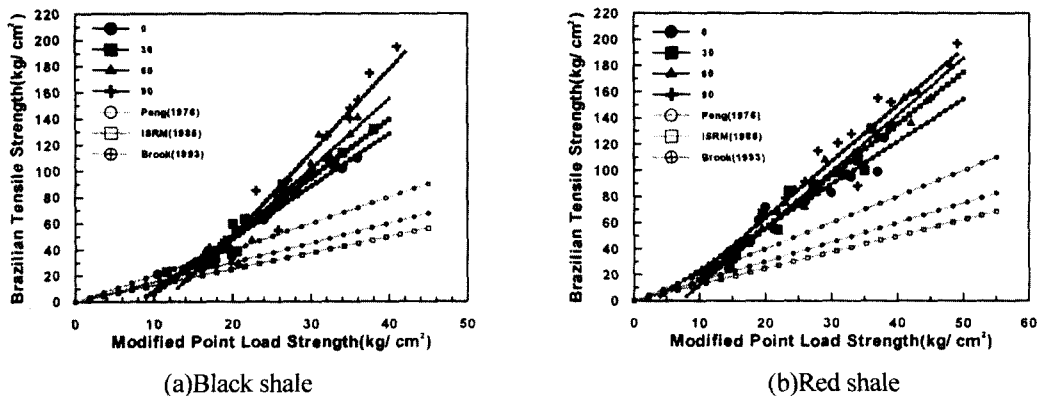 Brazilian Tensile Strength(kg/ cm²)
220
200
180
160
140
120
100
80
60
40
20
0
0
30
60
90
Peng(1976)
ISRM(1985)
Brook(1993)
0 10 20 30 40 50
Modified Point Load Strength(kg/ cm²)
(a)Black shale
Brazilian Tensile Strength(kg/ cm²)
220
200
180
160
140
120
100
80
60
40
20
0
0
30
60
90
Peng(1976)
ISRM(1985)
Brook(1993)
0 10 20 30 40 50 60
Modified Point Load Strength(kg/ cm²)
(b)Red shale